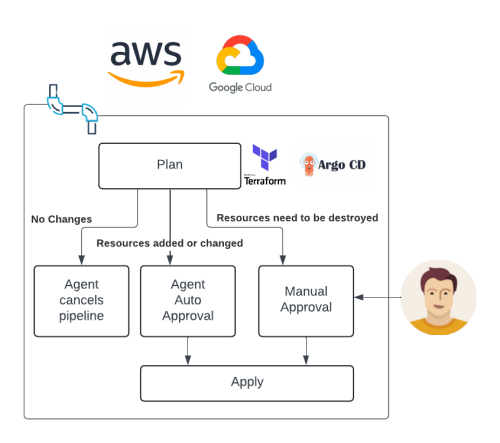 aws
Google Cloud
Plan
Terraform
Argo CD
No Changes
Resources need to be destroyed
Resources added or changed
Agent
cancels
pipeline
Agent
Auto
Approval
Manual
Approval
Apply